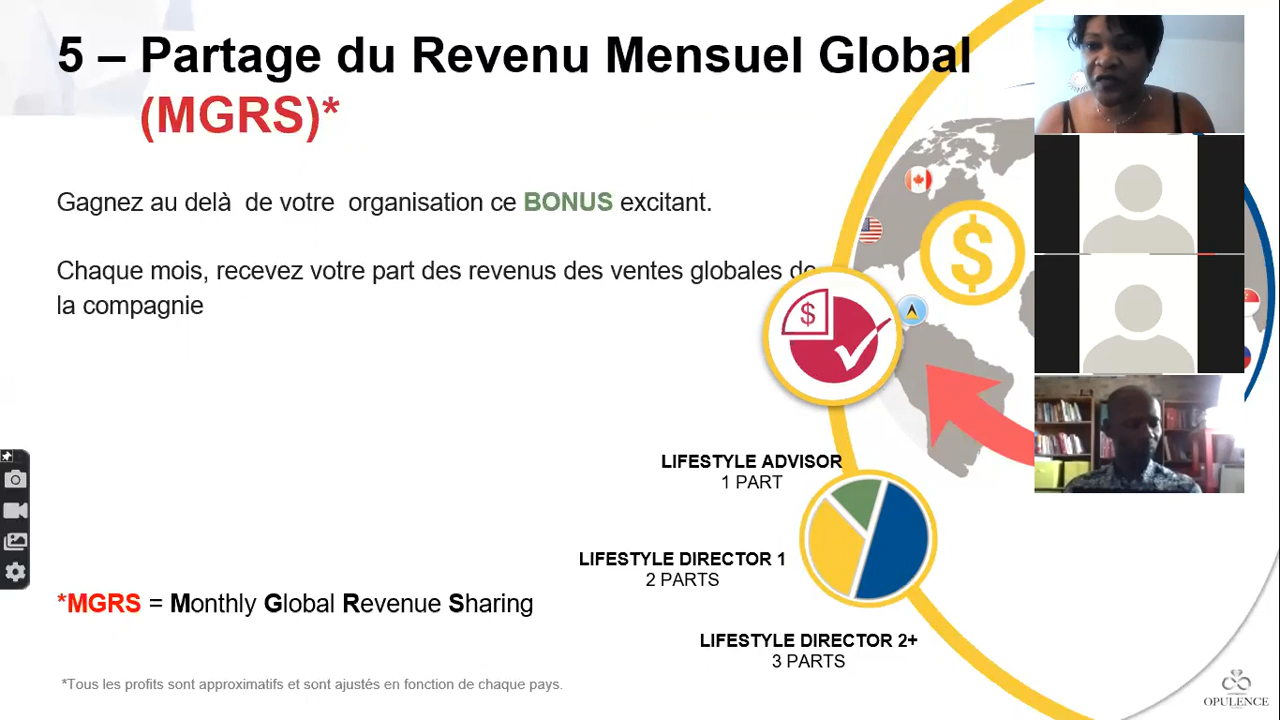 5 – Partage du Revenu Mensuel Global
(MGRS)*
Gagnez au delà de votre organisation ce BONUS excitant.
Chaque mois, recevez votre part des revenus des ventes globales de
la compagnie
$
$
LIFESTYLE ADVISOR
1 PART
LIFESTYLE DIRECTOR 1
2 PARTS
*MGRS = Monthly Global Revenue Sharing
LIFESTYLE DIRECTOR 2+
3 PARTS
*Tous les profits sont approximatifs et sont ajustés en fonction de chaque pays.
OPULENCE